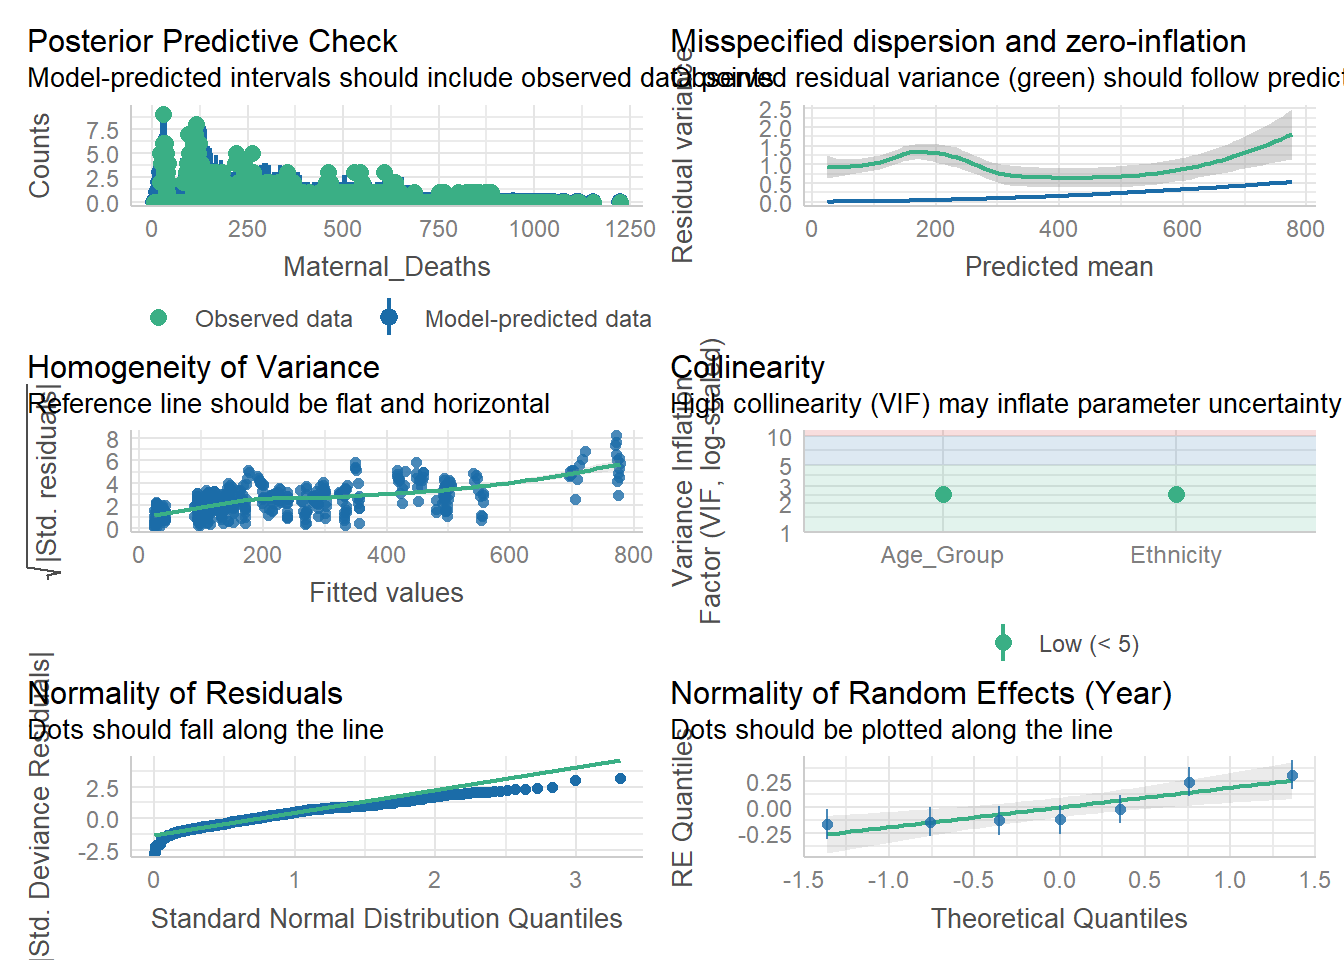 Posterior Predictive Check
Model-predicted intervals should include observed data points
Counts
7.5
5.0
2.5
0.0
0
250
500
750
1000
1250
Maternal_Deaths
Observed data
Model-predicted data
Misspecified dispersion and zero-inflation
Observed residual variance (green) should follow predict
Residual variance
2.5
2.0
1.5
1.0
0.5
0.0
0
200
400
600
800
Predicted mean
Homogeneity of Variance
Reference line should be flat and horizontal
√|Std. residuals|
8
6
4
2
0
0
200
400
600
800
Fitted values
Collinearity
High collinearity (VIF) may inflate parameter uncertainty
Variance Inflation
Factor (VIF, log-scaled)
10
5
3
2
1
Age_Group
Ethnicity
Low (< 5)
Normality of Residuals
Dots should fall along the line
|Std. Deviance Residuals|
2.5
0.0
-2.5
0
1
2
3
Standard Normal Distribution Quantiles
Normality of Random Effects (Year)
Dots should be plotted along the line
RE Quantiles
0.25
0.00
-0.25
-1.5
-1.0
-0.5
0.0
0.5
1.0
1.5
Theoretical Quantiles